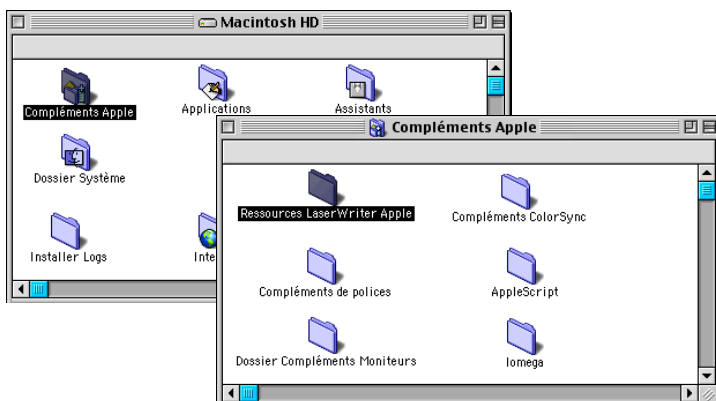 Macintosh HD
Compléments Apple
Applications
Assistants
Dossier Système
Installer Logs
Inte
Compléments Apple
Ressources LaserWriter Apple
Compléments ColorSync
Compléments de polices
AppleScript
Dossier Compléments Moniteurs
Iomega